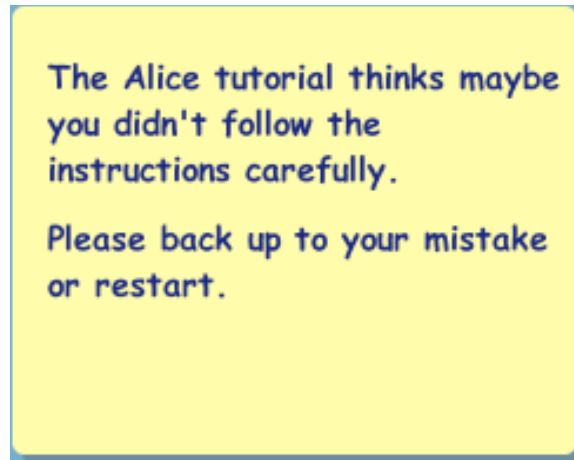 The Alice tutorial thinks maybe
you didn't follow the
instructions carefully.
Please back up to your mistake
or restart.